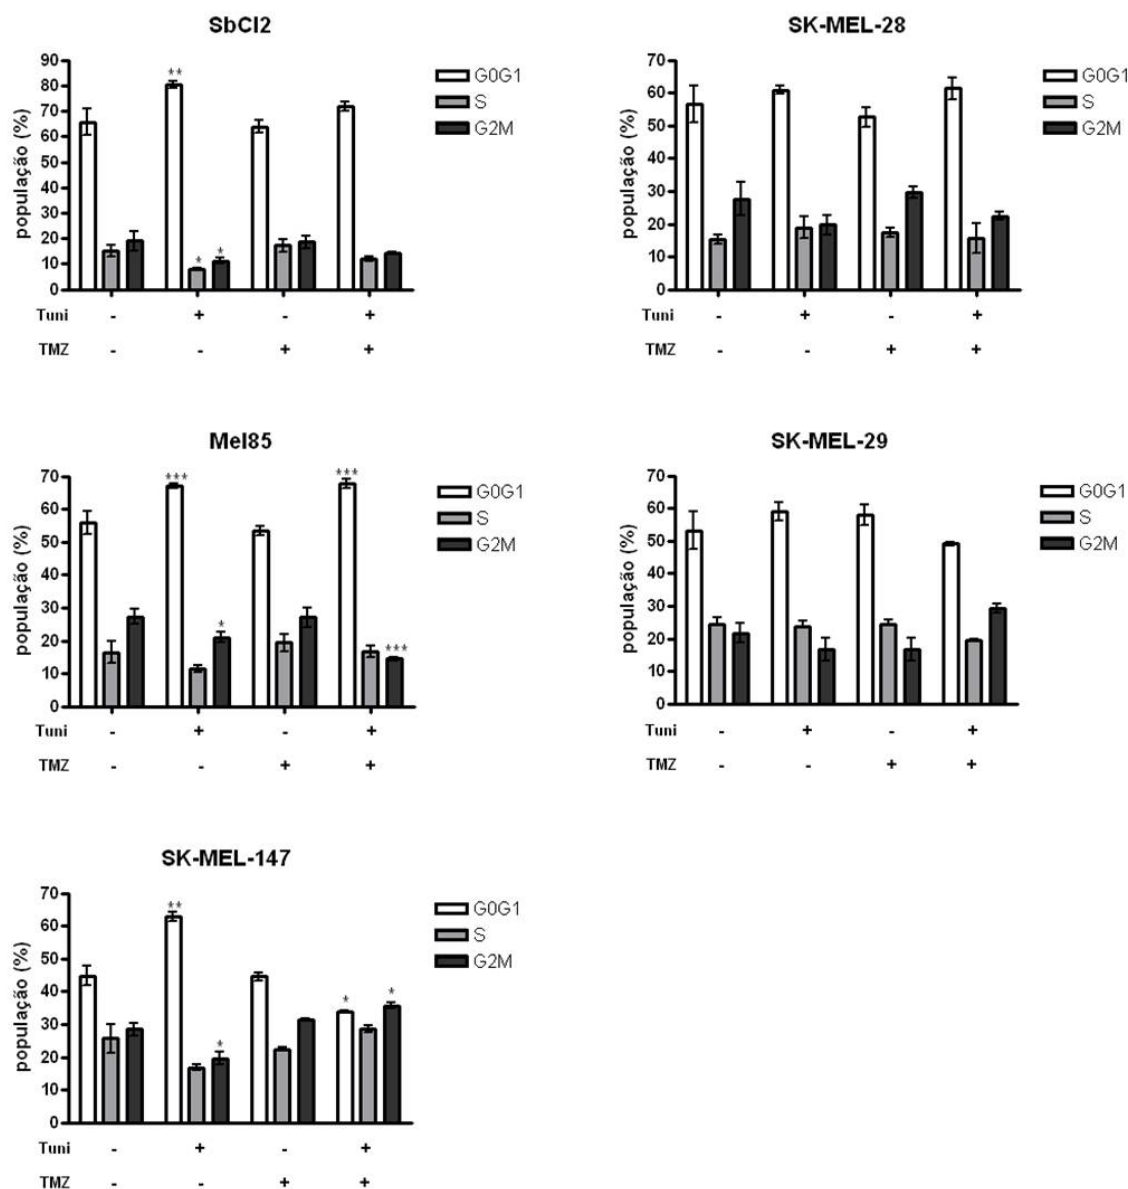 SbCl2
90
80
70
60
50
40
30
20
10
0
população (%)
** * *
G0G1
S
G2M
Tuni - + - +
TMZ - - + +
SK-MEL-28
70
60
50
40
30
20
10
0
população (%)
G0G1
S
G2M
Tuni - + - +
TMZ - - + +
Mel85
70
60
50
40
30
20
10
0
população (%)
*** * *** ***
G0G1
S
G2M
Tuni - + - +
TMZ - - + +
SK-MEL-29
70
60
50
40
30
20
10
0
população (%)
G0G1
S
G2M
Tuni - + - +
TMZ - - + +
SK-MEL-147
70
60
50
40
30
20
10
0
população (%)
** * * *
G0G1
S
G2M
Tuni - + - +
TMZ - - + +